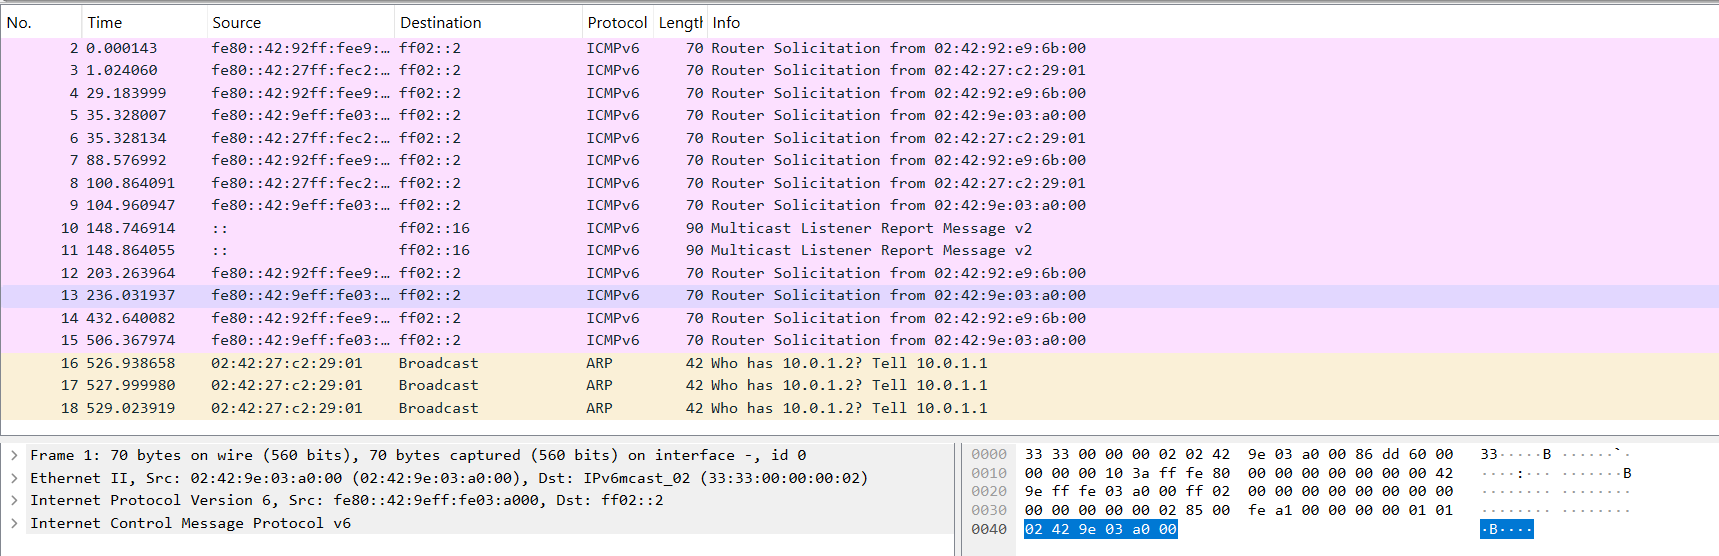 No. Time Source Destination Protocol Length Info
2 0.000143 fe80::42:92ff:fee9:… ff02::2 ICMPv6 70 Router Solicitation from 02:42:92:e9:6b:00
3 1.024060 fe80::42:27ff:fec2:… ff02::2 ICMPv6 70 Router Solicitation from 02:42:27:c2:29:01
4 29.183999 fe80::42:92ff:fee9:… ff02::2 ICMPv6 70 Router Solicitation from 02:42:92:e9:6b:00
5 35.328007 fe80::42:9eff:fe03:… ff02::2 ICMPv6 70 Router Solicitation from 02:42:9e:03:a0:00
6 35.328134 fe80::42:27ff:fec2:… ff02::2 ICMPv6 70 Router Solicitation from 02:42:27:c2:29:01
7 88.576992 fe80::42:92ff:fee9:… ff02::2 ICMPv6 70 Router Solicitation from 02:42:92:e9:6b:00
8 100.864091 fe80::42:27ff:fec2:… ff02::2 ICMPv6 70 Router Solicitation from 02:42:27:c2:29:01
9 104.960947 fe80::42:9eff:fe03:… ff02::2 ICMPv6 70 Router Solicitation from 02:42:9e:03:a0:00
10 148.746914 :: ff02::16 ICMPv6 90 Multicast Listener Report Message v2
11 148.864055 :: ff02::16 ICMPv6 90 Multicast Listener Report Message v2
12 203.263964 fe80::42:92ff:fee9:… ff02::2 ICMPv6 70 Router Solicitation from 02:42:92:e9:6b:00
13 236.031937 fe80::42:9eff:fe03:… ff02::2 ICMPv6 70 Router Solicitation from 02:42:9e:03:a0:00
14 432.640082 fe80::42:92ff:fee9:… ff02::2 ICMPv6 70 Router Solicitation from 02:42:92:e9:6b:00
15 506.367974 fe80::42:9eff:fe03:… ff02::2 ICMPv6 70 Router Solicitation from 02:42:9e:03:a0:00
16 526.938658 02:42:27:c2:29:01 Broadcast ARP 42 Who has 10.0.1.2? Tell 10.0.1.1
17 527.999980 02:42:27:c2:29:01 Broadcast ARP 42 Who has 10.0.1.2? Tell 10.0.1.1
18 529.023919 02:42:27:c2:29:01 Broadcast ARP 42 Who has 10.0.1.2? Tell 10.0.1.1
Frame 1: 70 bytes on wire (560 bits), 70 bytes captured (560 bits) on interface -, id 0
Ethernet II, Src: 02:42:9e:03:a0:00 (02:42:9e:03:a0:00), Dst: IPv6mcast_02 (33:33:00:00:00:02)
Internet Protocol Version 6, Src: fe80::42:9eff:fe03:a000, Dst: ff02::2
Internet Control Message Protocol v6
0000 33 33 00 00 00 02 02 42 9e 03 a0 00 86 dd 60 00 33·····B ······`·
0010 00 00 00 10 3a ff fe 80 00 00 00 00 00 00 00 42 ····:··· ·······B
0020 9e ff fe 03 a0 00 ff 02 00 00 00 00 00 00 00 00 ········ ········
0030 00 00 00 00 00 02 85 00 fe a1 00 00 00 00 01 01 ········ ········
0040 02 42 9e 03 a0 00 ·B····